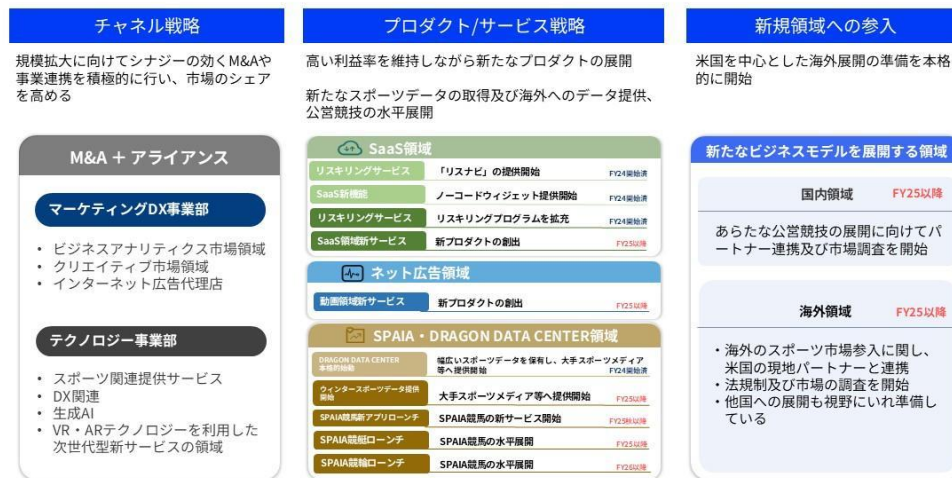 チャネル戦略
規模拡大に向けてシナジーの効くM&Aや
事業連携を積極的に行い、市場のシェア
を高める
M&A + アライアンス
マーケティングDX事業部
• ビジネスアナリティクス市場領域
• クリエイティブ市場領域
• インターネット広告代理店
テクノロジー事業部
• スポーツ関連提供サービス
• DX関連
• 生成AI
• VR・ARテクノロジーを利用した
次世代型新サービスの領域
プロダクト/サービス戦略
高い利益率を維持しながら新たなプロダクトの展開
新たなスポーツデータの取得及び海外へのデータ提供、
公営競技の水平展開
SaaS領域
リスキリングサービス 「リスナビ」の提供開始 FY24開始済
SaaS新機能 ノーコードウィジェット提供開始 FY24開始済
リスキリングサービス リスキリングプログラムを拡充 FY24開始済
SaaS領域新サービス 新プロダクトの創出 FY25以降
ネット広告領域
動画領域新サービス 新プロダクトの創出 FY25以降
SPAIA・DRAGON DATA CENTER領域
DRAGON DATA CENTER 幅広いスポーツデータを保有し、大手スポーツメディア
本格的始動 等へ提供開始 FY24開始済
ウィンタースポーツデータ提供
開始 大手スポーツメディア等へ提供開始 FY25以降
SPAIA競馬新アプリローンチ SPAIA競馬の新サービス開始 FY25秋以降
SPAIA競艇ローンチ SPAIA競馬の水平展開 FY25以降
SPAIA競輪ローンチ SPAIA競馬の水平展開 FY26以降
新規領域への参入
米国を中心とした海外展開の準備を本格
的に開始
新たなビジネスモデルを展開する領域
国内領域 FY25以降
あらたな公営競技の展開に向けてパ
ートナー連携及び市場調査を開始
海外領域 FY25以降
・海外のスポーツ市場参入に関し、
米国の現地パートナーと連携
・法規制及び市場の調査を開始
・他国への展開も視野にいれ準備し
ている